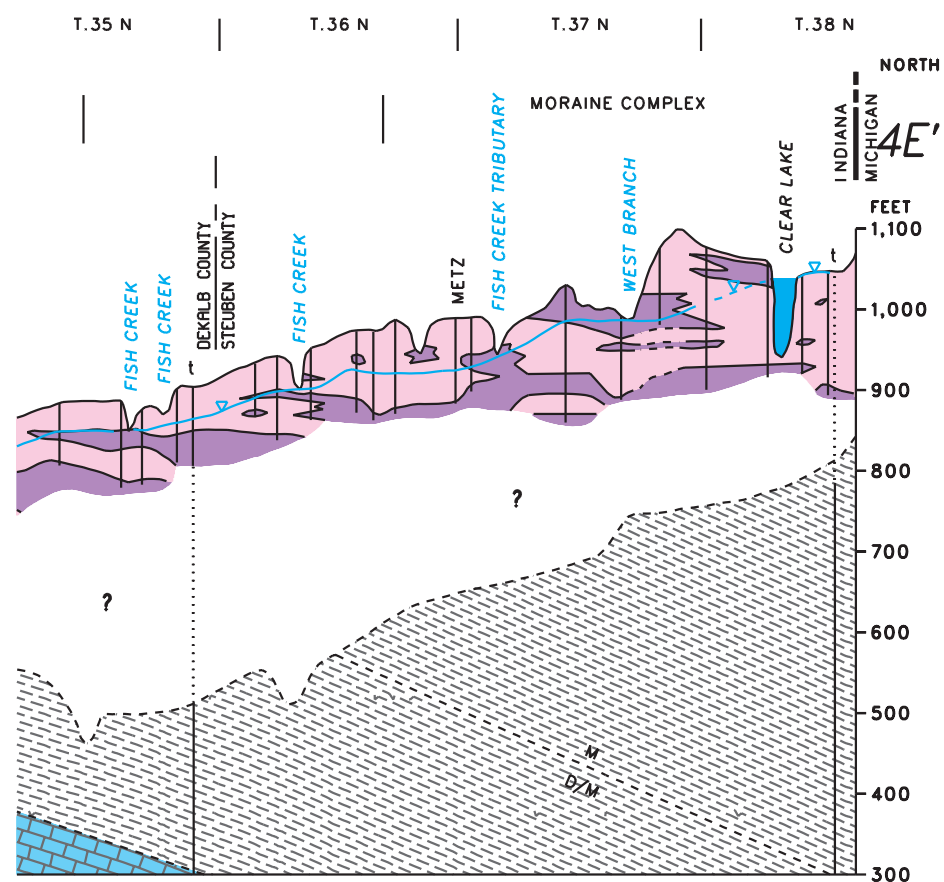 T.35 N
T.36 N
T.37 N
T.38 N
NORTH
MORAINE COMPLEX
INDIANA
MICHIGAN
4E'
FEET
FISH CREEK
FISH CREEK
DEKALB COUNTY
STEUBEN COUNTY
FISH CREEK
METZ
FISH CREEK TRIBUTARY
WEST BRANCH
CLEAR LAKE
t
t
1,100
1,000
900
800
700
600
500
400
300
?
?
M
D/M